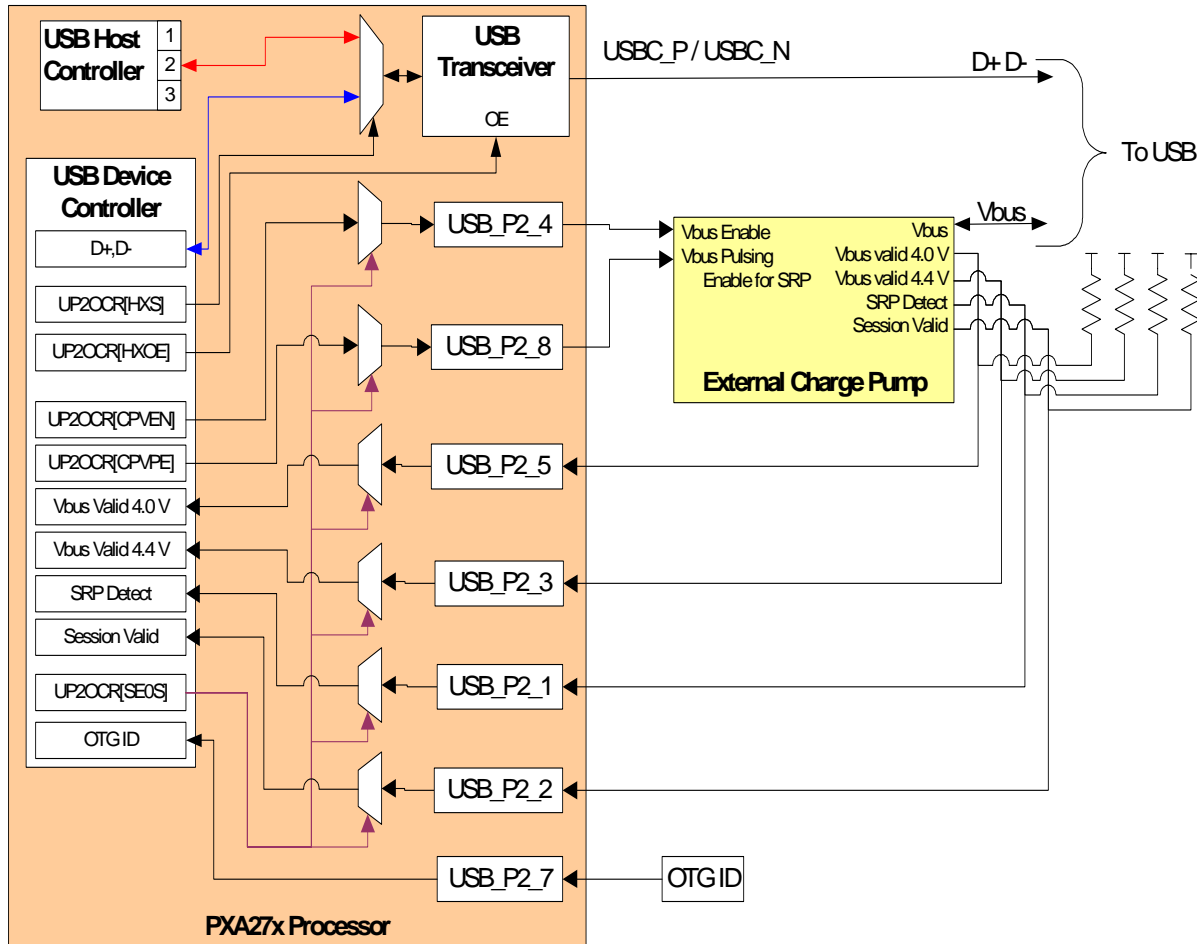 USB Host
Controller
1
2
3
USB
Transceiver
OE
USBC_P / USBC_N
D+ D-
To USB
USB Device
Controller
D+,D-
UP2OCR[HXS]
UP2OCR[HXOE]
UP2OCR[CPVEN]
UP2OCR[CPVPE]
Vbus Valid 4.0 V
Vbus Valid 4.4 V
SRP Detect
Session Valid
UP2OCR[SE0S]
OTG ID
USB_P2_4
USB_P2_8
USB_P2_5
USB_P2_3
USB_P2_1
USB_P2_2
USB_P2_7
PXA27x Processor
Vbus Enable
Vbus Pulsing
Enable for SRP
Vbus
Vbus valid 4.0 V
Vbus valid 4.4 V
SRP Detect
Session Valid
External Charge Pump
Vbus
OTG ID